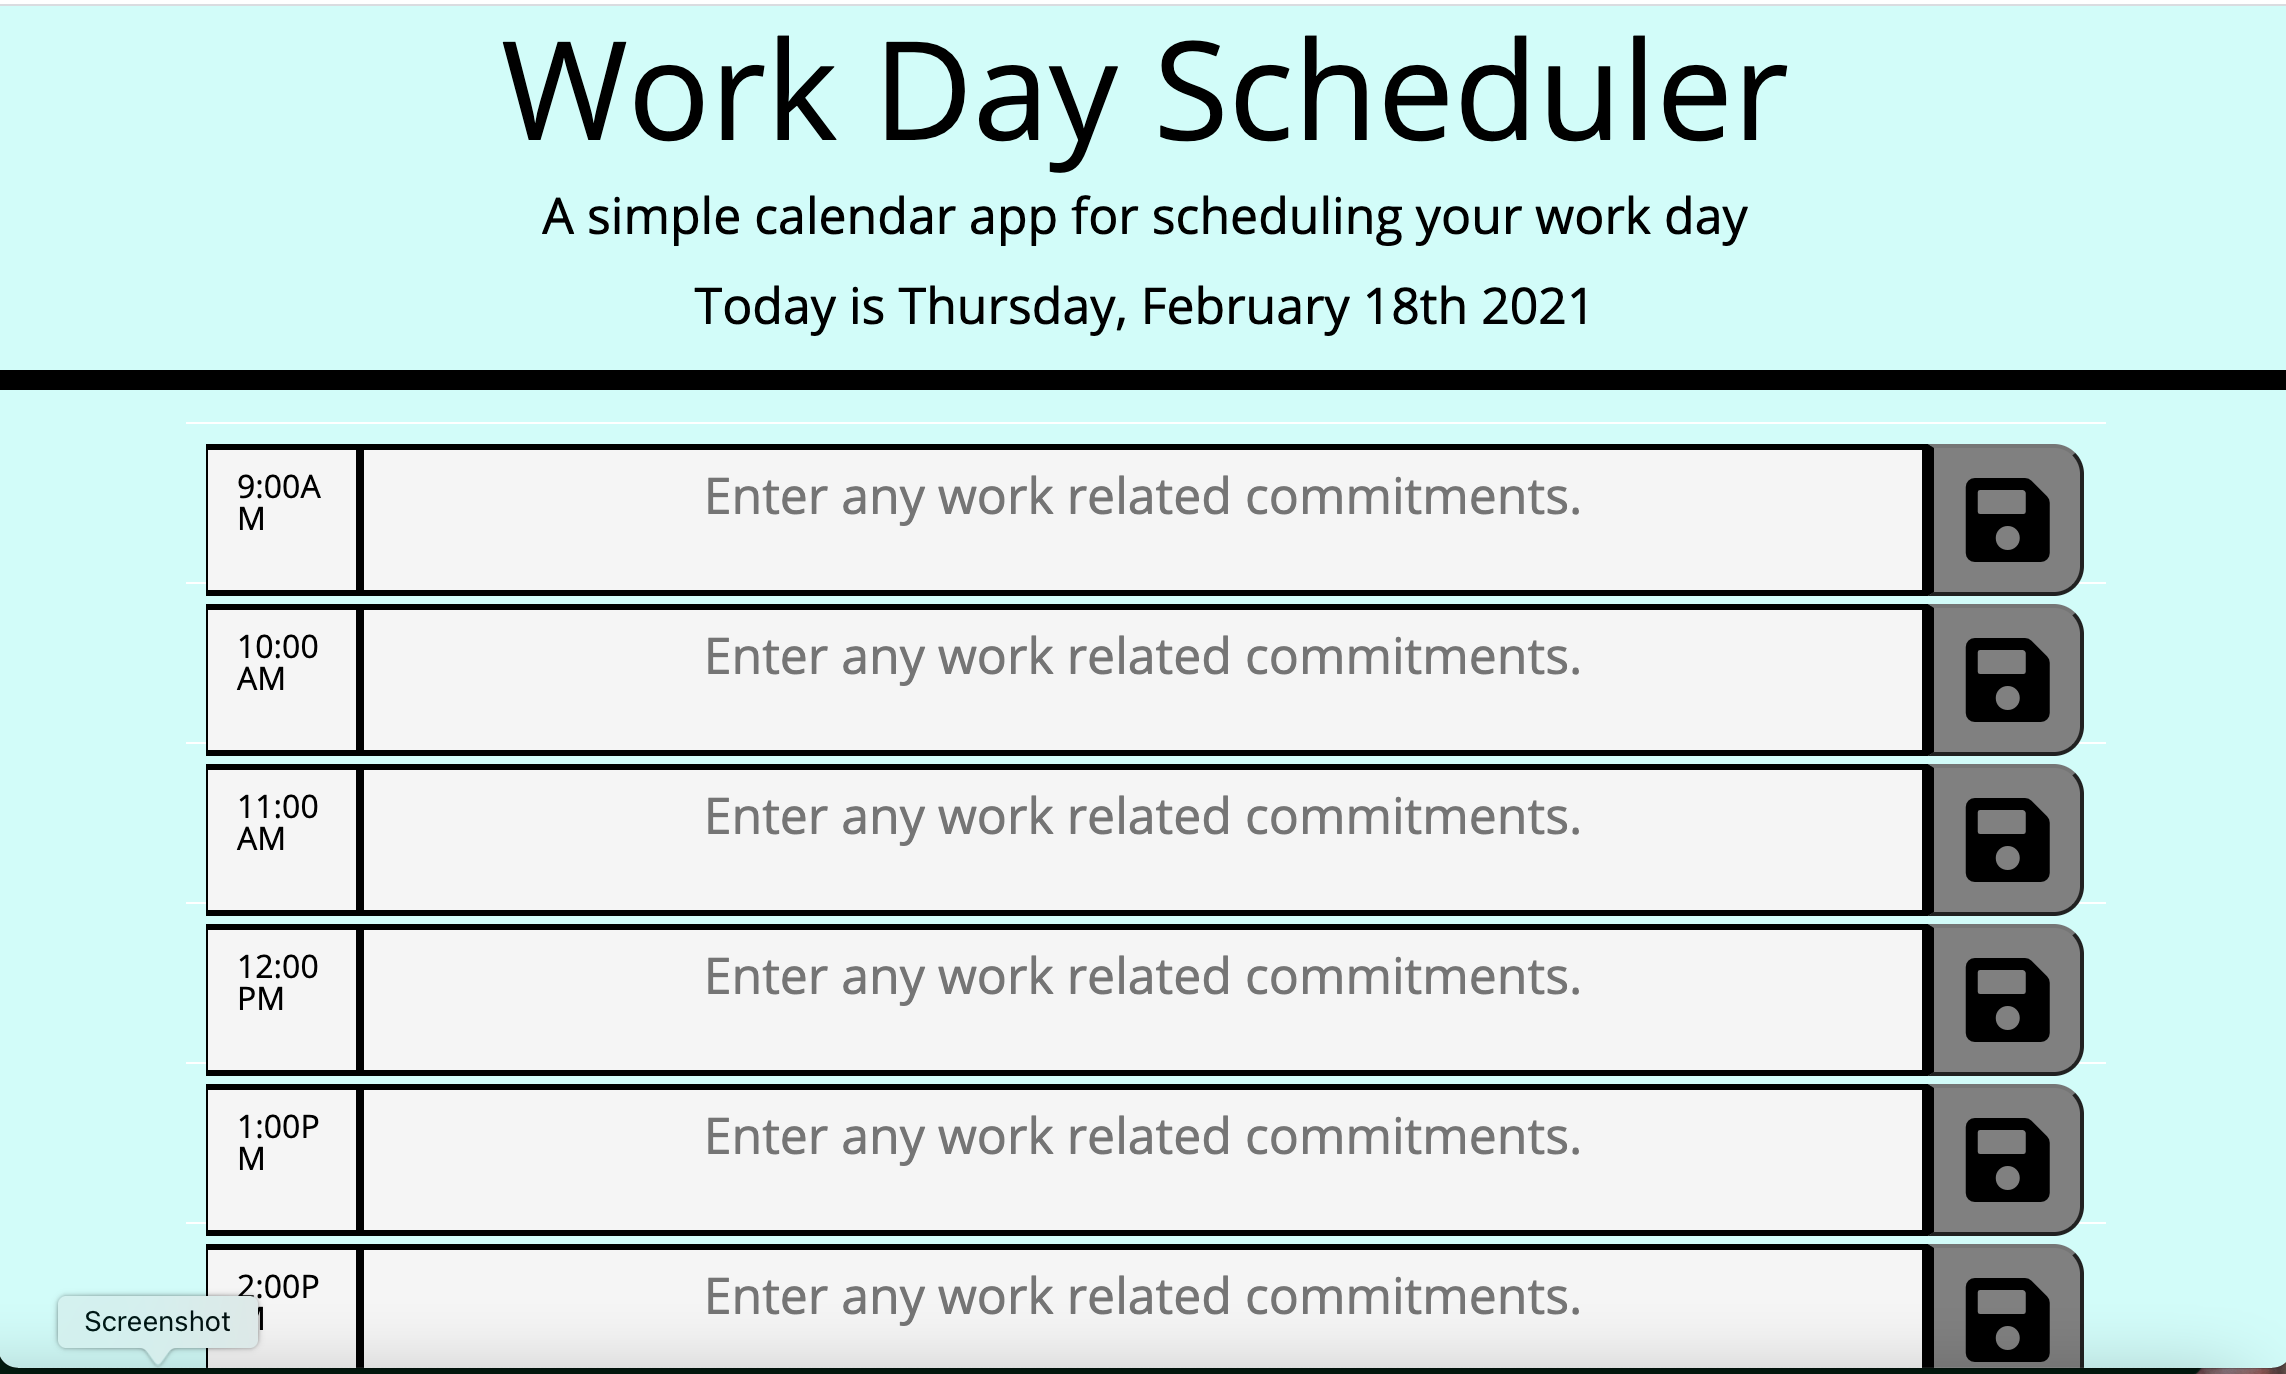 Work Day Scheduler
A simple calendar app for scheduling your work day
Today is Thursday, February 18th 2021
9:00A
M
Enter any work related commitments.
10:00
AM
Enter any work related commitments.
11:00
AM
Enter any work related commitments.
12:00
PM
Enter any work related commitments.
1:00P
M
Enter any work related commitments.
2:00P
Enter any work related commitments.
Screenshot